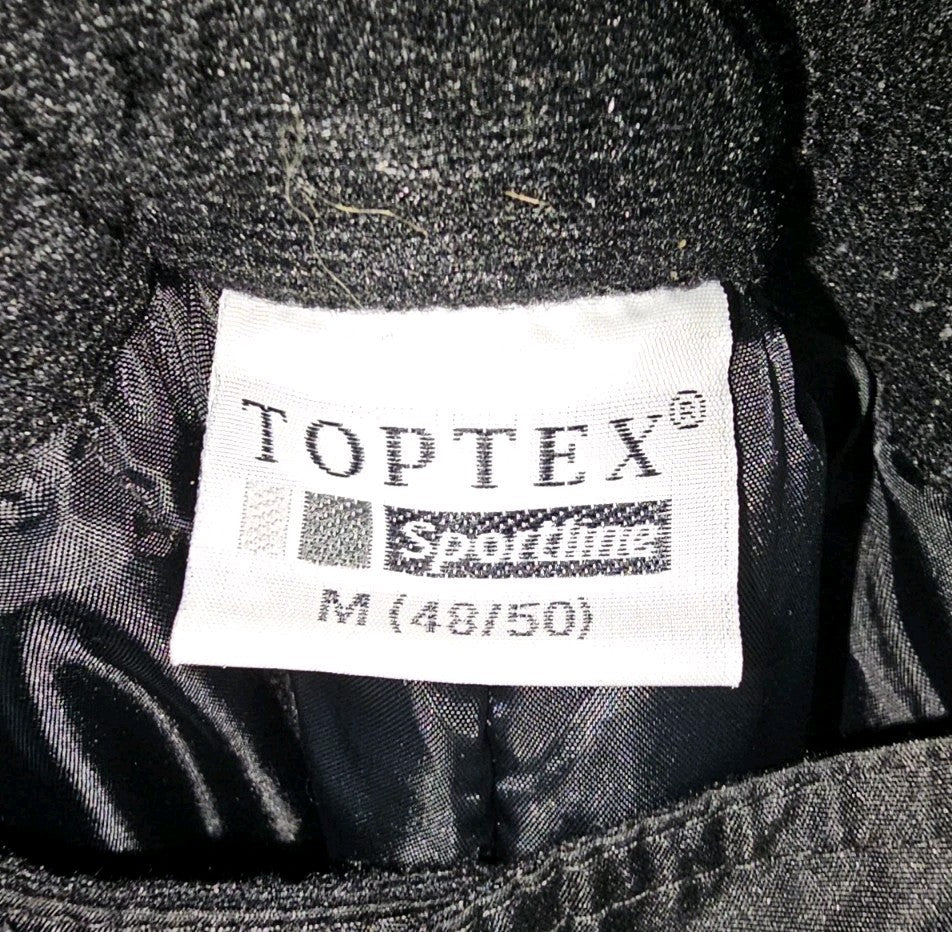 TOPTEX®
Sportline
M (48/50)